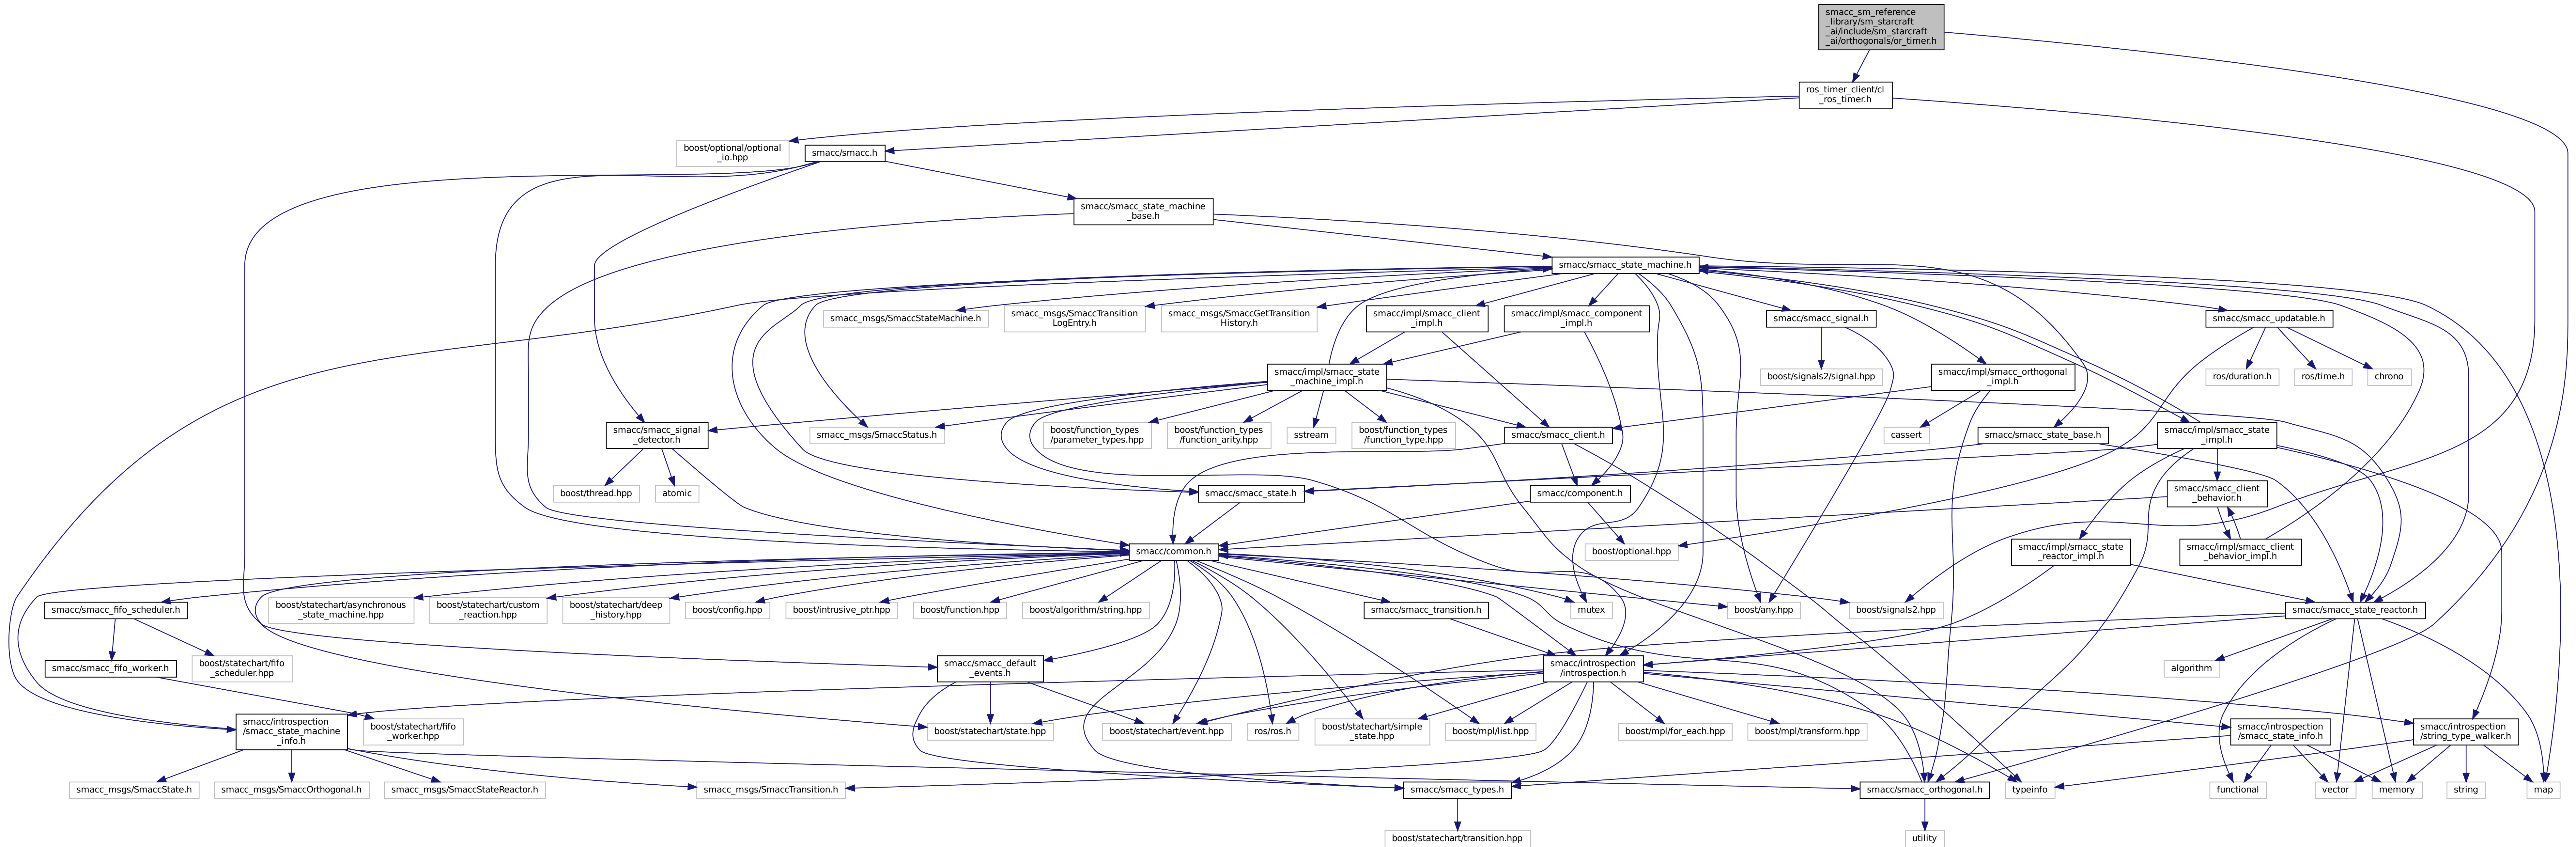 smacc_sm_reference
_library/sm_starcraft
_ai/include/sm_starcraft
_ai/orthogonals/or_timer.h
ros_timer_client/cl
_ros_timer.h
boost/optional/optional
_io.hpp
smacc/smacc.h
smacc/smacc_state_machine
_base.h
smacc/smacc_state_machine.h
smacc_msgs/SmaccStateMachine.h
smacc_msgs/SmaccTransition
LogEntry.h
smacc_msgs/SmaccGetTransition
History.h
smacc/impl/smacc_client
_impl.h
smacc/impl/smacc_component
_impl.h
smacc/smacc_signal.h
smacc/smacc_updatable.h
smacc/impl/smacc_state
_machine_impl.h
boost/signals2/signal.hpp
smacc/impl/smacc_orthogonal
_impl.h
ros/duration.h
ros/time.h
chrono
smacc/smacc_signal
_detector.h
smacc_msgs/SmaccStatus.h
boost/function_types
/parameter_types.hpp
boost/function_types
/function_arity.hpp
sstream
boost/function_types
/function_type.hpp
smacc/smacc_client.h
cassert
smacc/smacc_state_base.h
smacc/impl/smacc_state
_impl.h
boost/thread.hpp
atomic
smacc/smacc_state.h
smacc/component.h
smacc/smacc_client
_behavior.h
smacc/common.h
boost/optional.hpp
smacc/impl/smacc_state
_reactor_impl.h
smacc/impl/smacc_client
_behavior_impl.h
smacc/smacc_fifo_scheduler.h
boost/statechart/asynchronous
_state_machine.hpp
boost/statechart/custom
_reaction.hpp
boost/statechart/deep
_history.hpp
boost/config.hpp
boost/intrusive_ptr.hpp
boost/function.hpp
boost/algorithm/string.hpp
smacc/smacc_transition.h
mutex
boost/any.hpp
boost/signals2.hpp
smacc/smacc_state_reactor.h
smacc/smacc_fifo_worker.h
boost/statechart/fifo
_scheduler.hpp
smacc/smacc_default
_events.h
smacc/introspection
/introspection.h
algorithm
smacc/introspection
/smacc_state_machine
_info.h
boost/statechart/fifo
_worker.hpp
boost/statechart/state.hpp
boost/statechart/event.hpp
ros/ros.h
boost/statechart/simple
_state.hpp
boost/mpl/list.hpp
boost/mpl/for_each.hpp
boost/mpl/transform.hpp
smacc/introspection
/smacc_state_info.h
smacc/introspection
/string_type_walker.h
smacc_msgs/SmaccState.h
smacc_msgs/SmaccOrthogonal.h
smacc_msgs/SmaccStateReactor.h
smacc_msgs/SmaccTransition.h
smacc/smacc_types.h
smacc/smacc_orthogonal.h
typeinfo
functional
vector
memory
string
map
boost/statechart/transition.hpp
utility